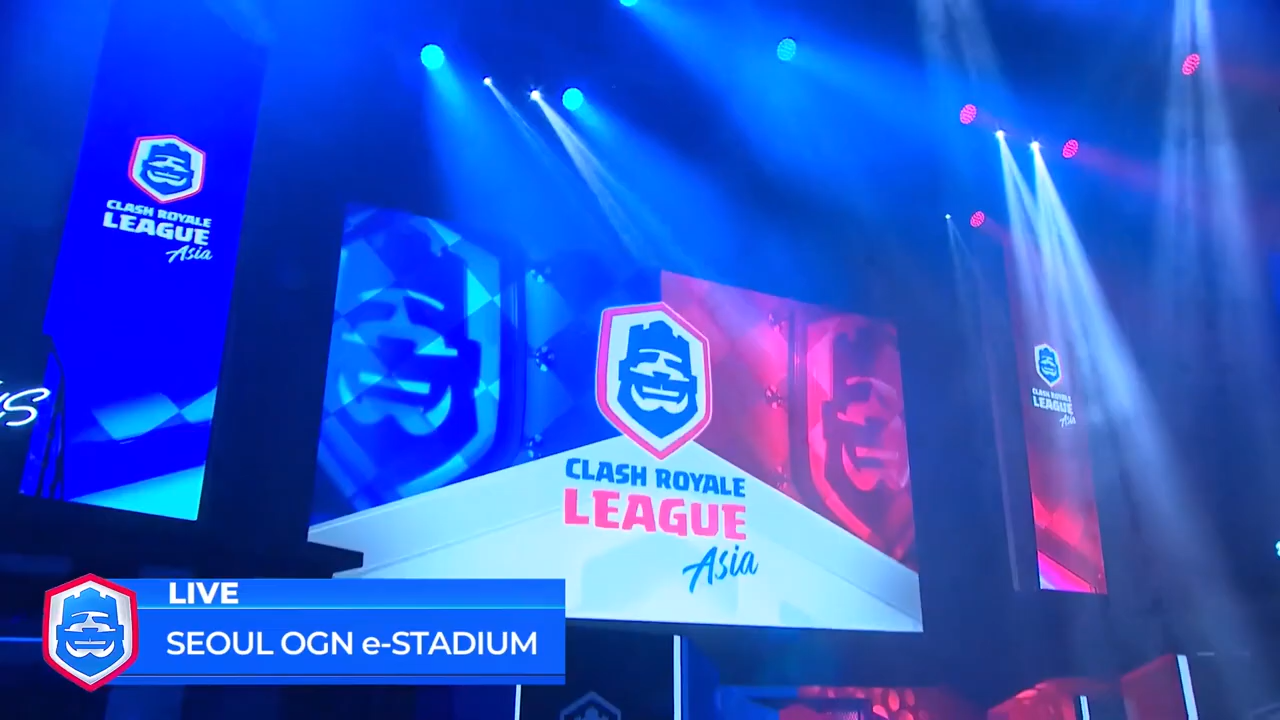 CLASH ROYALE
LEAGUE
Asia
CLASH ROYALE
LEAGUE
Asia
CLASH ROYALE
LEAGUE
Asia
LIVE
SEOUL OGN e-STADIUM